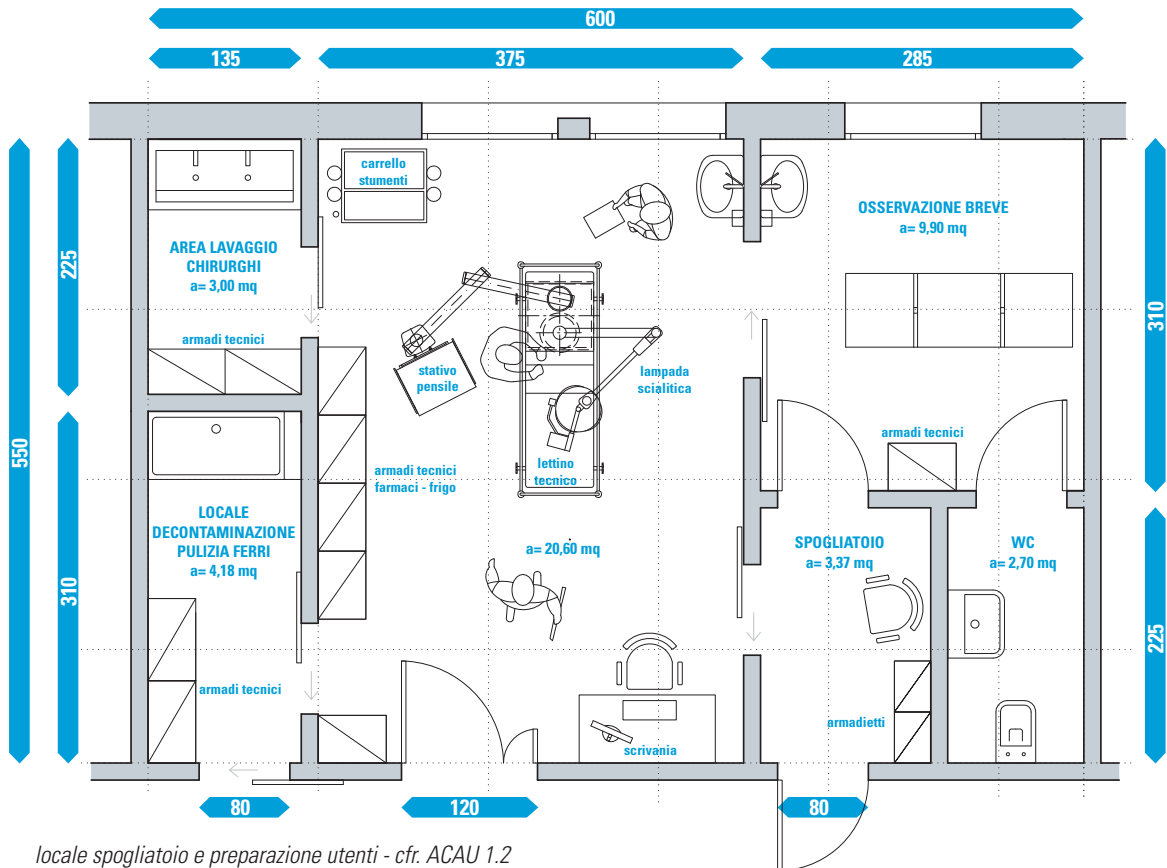 600
135
375
285
carrello
stumenti
OSSERVAZIONE BREVE
a= 9,90 mq
AREA LAVAGGIO
CHIRURGHI
a= 3,00 mq
225
310
armadi tecnici
stativo
pensile
lampada
scialitica
550
armadi tecnici
armadi tecnici
farmaci - frigo
lettino
tecnico
LOCALE
DECONTAMINAZIONE
PULIZIA FERRI
a= 4,18 mq
a= 20,60 mq
SPOGLIATOIO
a= 3,37 mq
WC
a= 2,70 mq
310
225
armadi tecnici
armadietti
scrivania
80
120
80
locale spogliatoio e preparazione utenti - cfr. ACAU 1.2